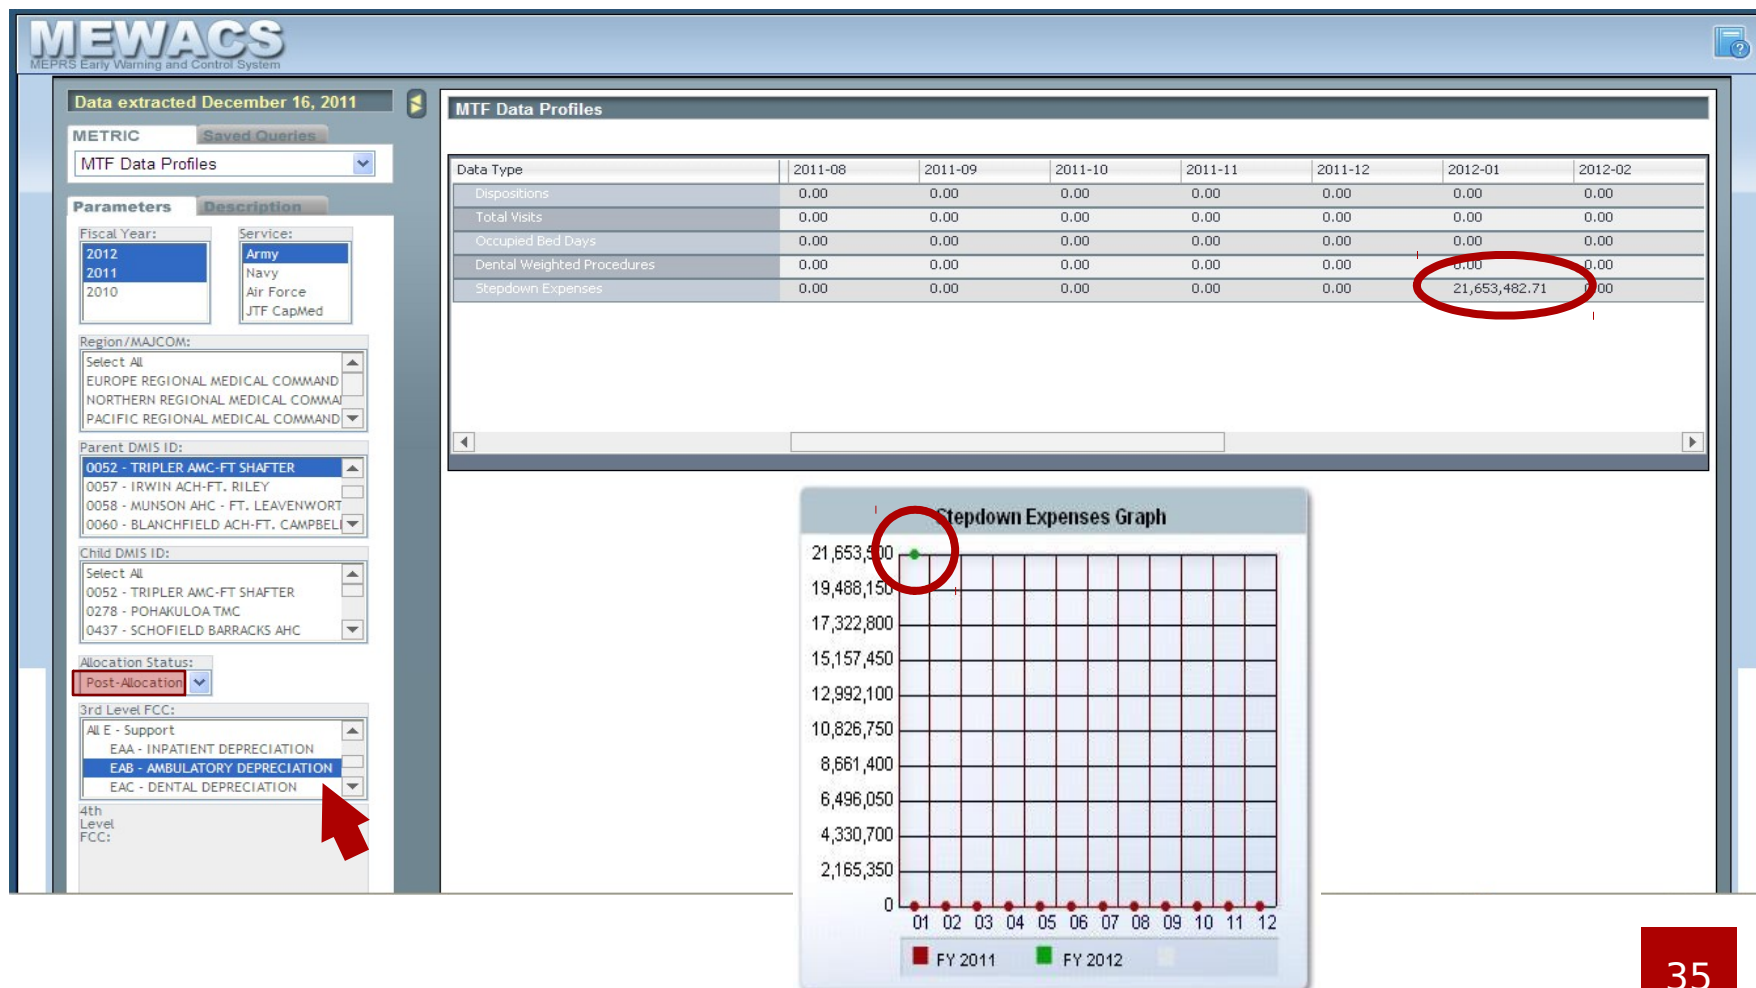 MEWACS
MEPRS Early Warning and Control System
Data extracted December 16, 2011
METRIC Saved Queries
MTF Data Profiles
Parameters Description
Fiscal Year: Service:
2012 Army
2011 Navy
2010 Air Force
JTF CapMed
Region/MAJCOM:
Select All
EUROPE REGIONAL MEDICAL COMMAND
NORTHERN REGIONAL MEDICAL COMMA
PACIFIC REGIONAL MEDICAL COMMAND
Parent DMIS ID:
0052 - TRIPLER AMC-FT SHAFTER
0057 - IRWIN ACH-FT. RILEY
0058 - MUNSON AHC - FT. LEAVENWORT
0060 - BLANCHFIELD ACH-FT. CAMPBELL
Child DMIS ID:
Select All
0052 - TRIPLER AMC-FT SHAFTER
0278 - POHAKULOA TMC
0437 - SCHOFIELD BARRACKS AHC
Allocation Status:
Post-Allocation
3rd Level FCC:
All E - Support
EAA - INPATIENT DEPRECIATION
EAB - AMBULATORY DEPRECIATION
EAC - DENTAL DEPRECIATION
4th
Level
FCC:
MTF Data Profiles
Data Type 2011-08 2011-09 2011-10 2011-11 2011-12 2012-01 2012-02
Dispositions 0.00 0.00 0.00 0.00 0.00 0.00 0.00
Total Visits 0.00 0.00 0.00 0.00 0.00 0.00 0.00
Occupied Bed Days 0.00 0.00 0.00 0.00 0.00 0.00 0.00
Dental Weighted Procedures 0.00 0.00 0.00 0.00 0.00 0.00 0.00
Stepdown Expenses 0.00 0.00 0.00 0.00 0.00 21,653,482.71 0.00
Stepdown Expenses Graph
21,653,500
19,488,150
17,322,800
15,157,450
12,992,100
10,826,750
8,661,400
6,496,050
4,330,700
2,165,350
0
01 02 03 04 05 06 07 08 09 10 11 12
FY 2011 FY 2012
35